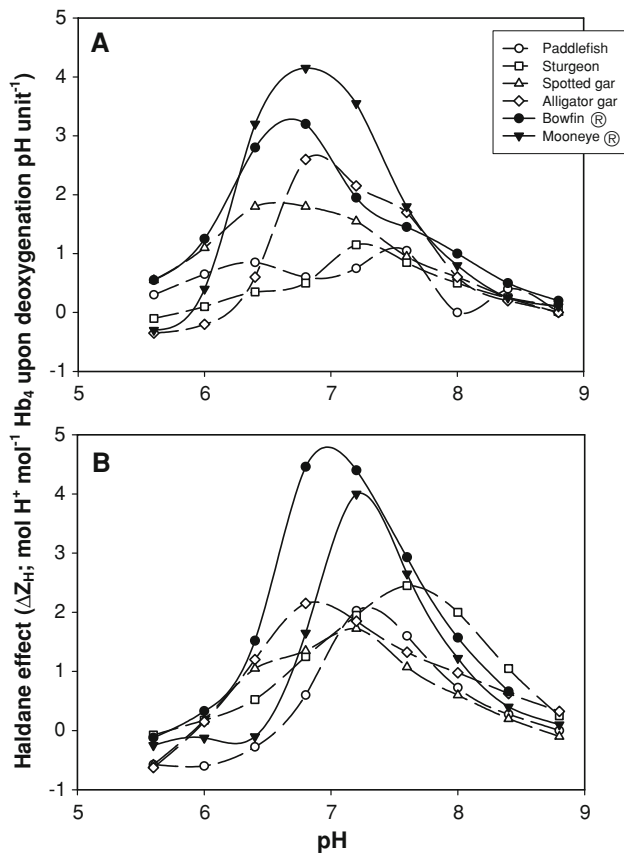 A
Paddlefish
Sturgeon
Spotted gar
Alligator gar
Bowfin Ⓡ
Mooneye Ⓡ
5
4
3
2
1
0
-1
5 6 7 8 9
Haldane effect (ΔZH; mol H⁺ mol⁻¹ Hb₄ upon deoxygenation pH unit⁻¹
B
5
4
3
2
1
0
-1
5 6 7 8 9
pH